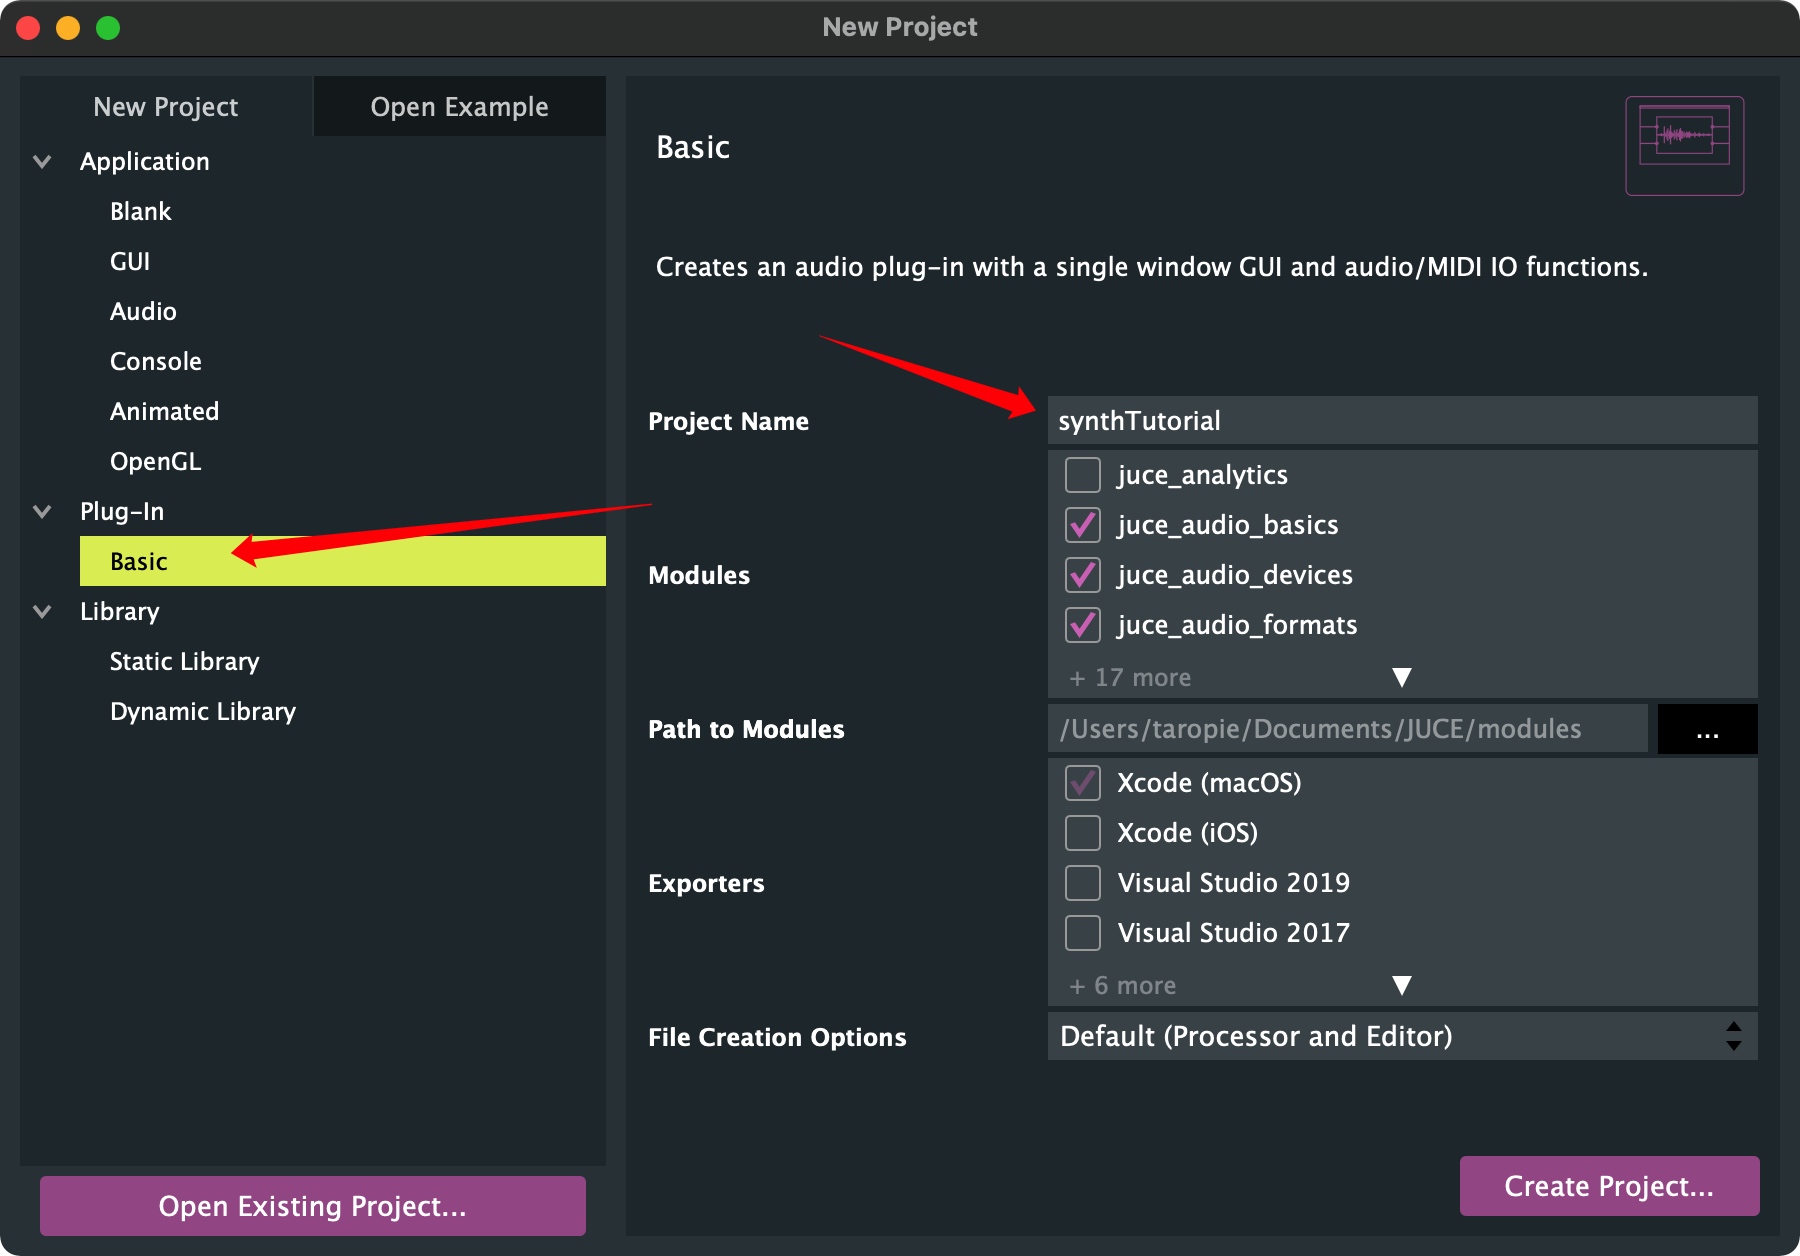 New Project
New Project
Open Example
Application
Blank
GUI
Audio
Console
Animated
OpenGL
Plug-In
Basic
Library
Static Library
Dynamic Library
Open Existing Project...
Basic
Creates an audio plug-in with a single window GUI and audio/MIDI IO functions.
Project Name
synthTutorial
Modules
juce_analytics
juce_audio_basics
juce_audio_devices
juce_audio_formats
+ 17 more
Path to Modules
/Users/taropie/Documents/JUCE/modules
...
Exporters
Xcode (macOS)
Xcode (iOS)
Visual Studio 2019
Visual Studio 2017
+ 6 more
File Creation Options
Default (Processor and Editor)
Create Project...